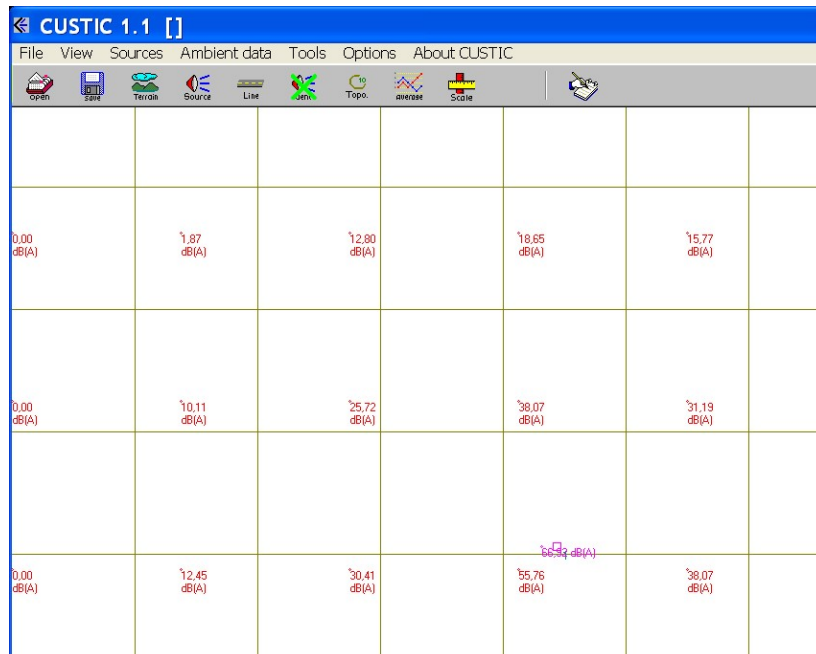 CUSTIC 1.1 []
File View Sources Ambient data Tools Options About CUSTIC
open save Terrain Source Line Topo. average Scale
0,00 1,87 12,80 18,65 15,77
dB(A) dB(A) dB(A) dB(A) dB(A)
0,00 10,11 25,72 38,07 31,19
dB(A) dB(A) dB(A) dB(A) dB(A)
dB(A)
0,00 12,45 30,41 55,76 38,07
dB(A) dB(A) dB(A) dB(A) dB(A)